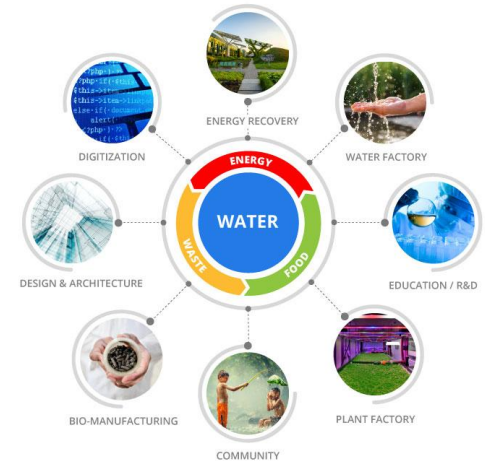 ENERGY RECOVERY
DIGITIZATION
WATER FACTORY
ENERGY
WATER
WASTE
FOOD
DESIGN & ARCHITECTURE
EDUCATION / R&D
BIO-MANUFACTURING
PLANT FACTORY
COMMUNITY